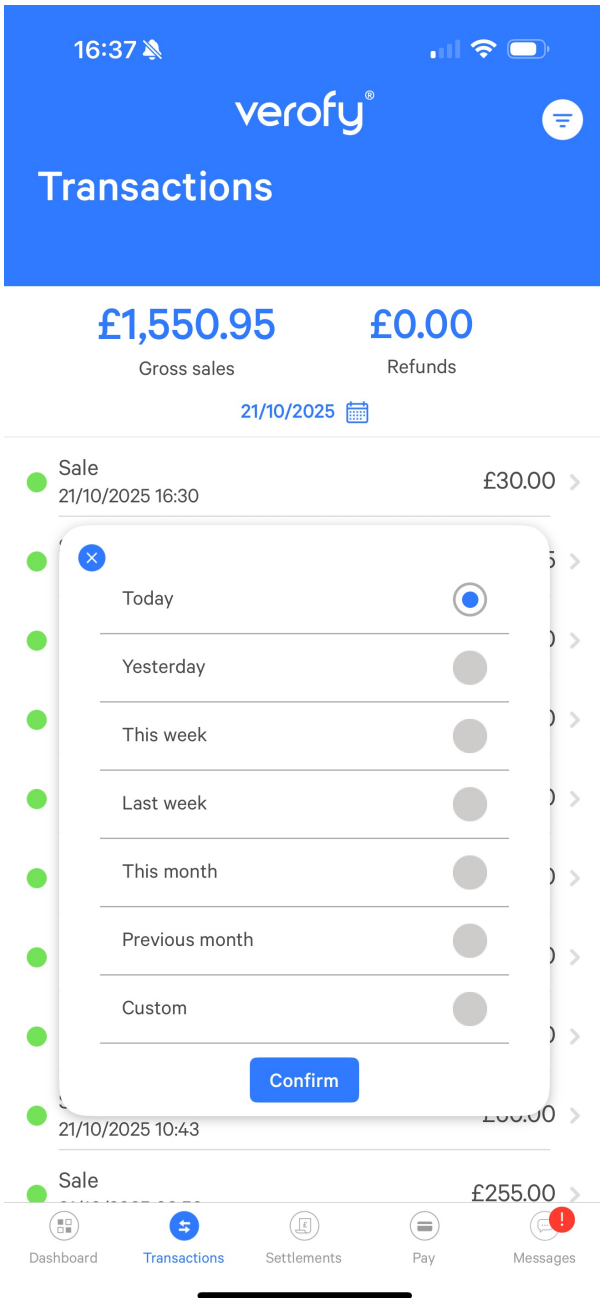 16:37
verofy®
Transactions
£1,550.95 £0.00
Gross sales Refunds
21/10/2025
Sale
21/10/2025 16:30 £30.00
Today
Yesterday
This week
Last week
This month
Previous month
Custom
Confirm
21/10/2025 10:43
Sale £255.00
Dashboard Transactions Settlements Pay Messages
!